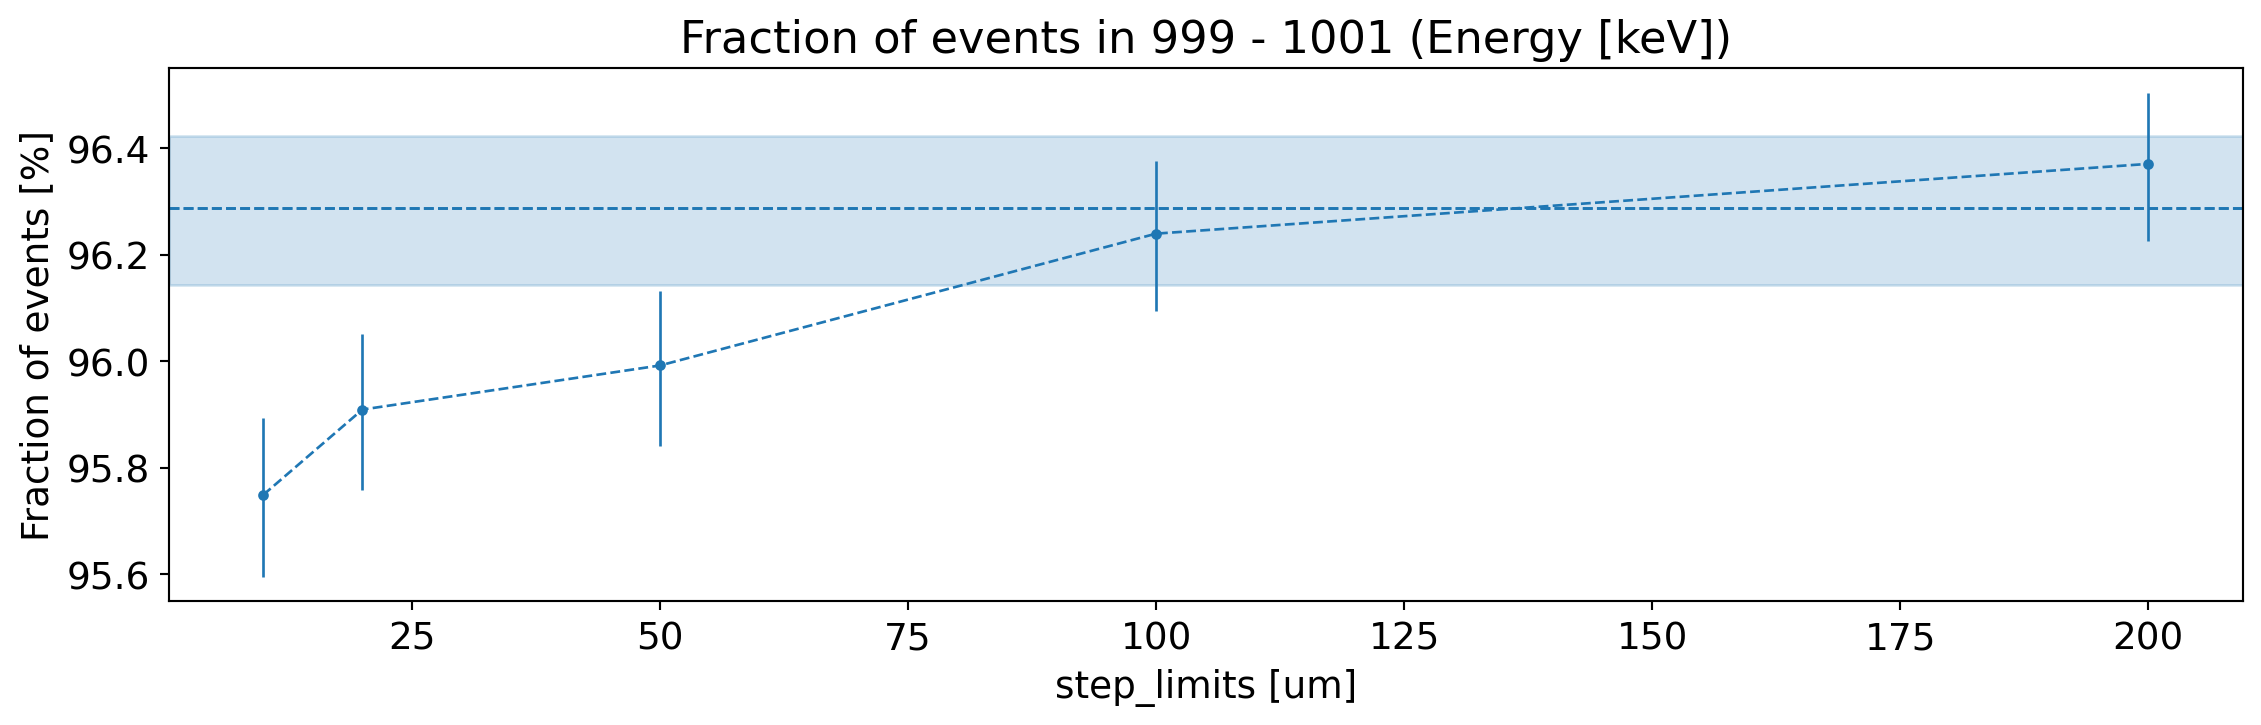 Fraction of events in 999 - 1001 (Energy [keV])
Fraction of events [%]
96.4
96.2
96.0
95.8
95.6
25 50 75 100 125 150 175 200
step_limits [um]